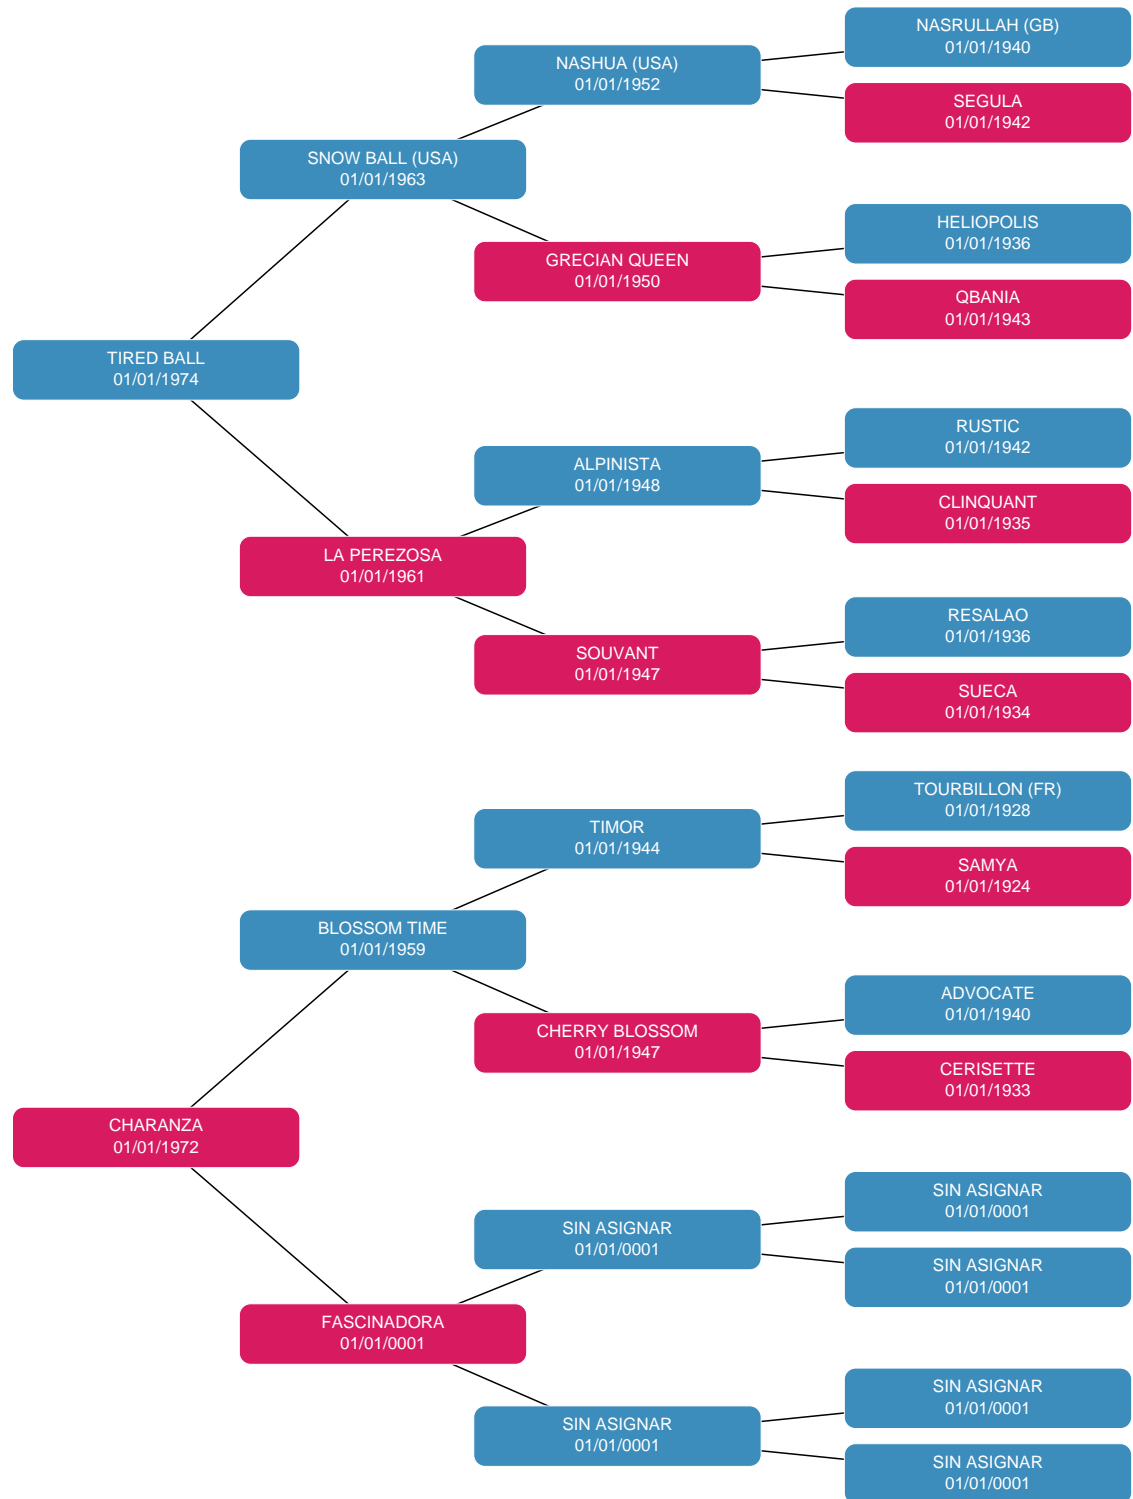 NASRULLAH (GB)
01/01/1940
NASHUA (USA)
01/01/1952
SEGULA
01/01/1942
SNOW BALL (USA)
01/01/1963
HELIOPOLIS
01/01/1936
GRECIAN QUEEN
01/01/1950
QBANIA
01/01/1943
TIRED BALL
01/01/1974
RUSTIC
01/01/1942
ALPINISTA
01/01/1948
CLINQUANT
01/01/1935
LA PEREZOSA
01/01/1961
RESALAO
01/01/1936
SOUVANT
01/01/1947
SUECA
01/01/1934
TOURBILLON (FR)
01/01/1928
TIMOR
01/01/1944
SAMYA
01/01/1924
BLOSSOM TIME
01/01/1959
ADVOCATE
01/01/1940
CHERRY BLOSSOM
01/01/1947
CERISETTE
01/01/1933
CHARANZA
01/01/1972
SIN ASIGNAR
01/01/0001
SIN ASIGNAR
01/01/0001
SIN ASIGNAR
01/01/0001
FASCINADORA
01/01/0001
SIN ASIGNAR
01/01/0001
SIN ASIGNAR
01/01/0001
SIN ASIGNAR
01/01/0001